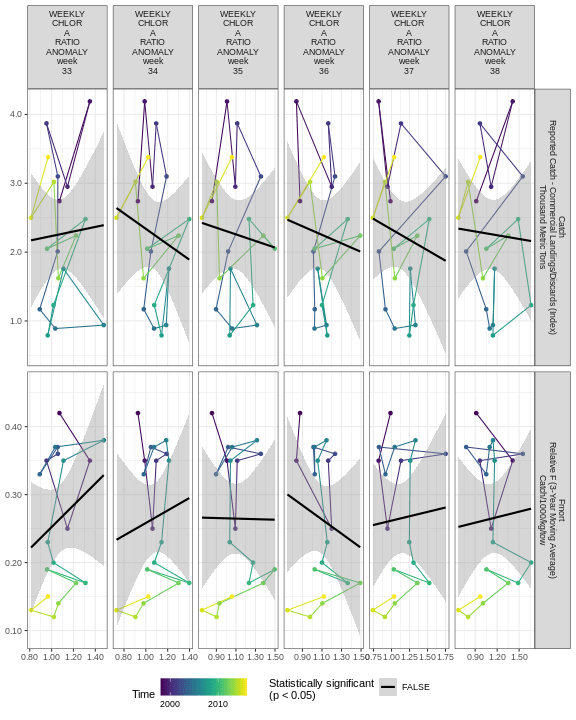 WEEKLY
CHLOR
A
RATIO
ANOMALY
week
33
WEEKLY
CHLOR
A
RATIO
ANOMALY
week
34
WEEKLY
CHLOR
A
RATIO
ANOMALY
week
35
WEEKLY
CHLOR
A
RATIO
ANOMALY
week
36
WEEKLY
CHLOR
A
RATIO
ANOMALY
week
37
WEEKLY
CHLOR
A
RATIO
ANOMALY
week
38
4.0
3.0
2.0
1.0
Catch
Reported Catch - Commercial Landings/Discards (Index)
Thousand Metric Tons
0.40
0.30
0.20
0.10
Fmort
Relative F (3-Year Moving Average)
Catch/1000/kg/tow
0.80 1.00 1.20 1.40
0.80 1.00 1.20 1.40
0.90 1.10 1.30 1.50
0.90 1.10 1.30 1.50
0.75 1.00 1.25 1.50 1.75
0.90 1.20 1.50
Time
2000 2010
Statistically significant
(p < 0.05)
FALSE